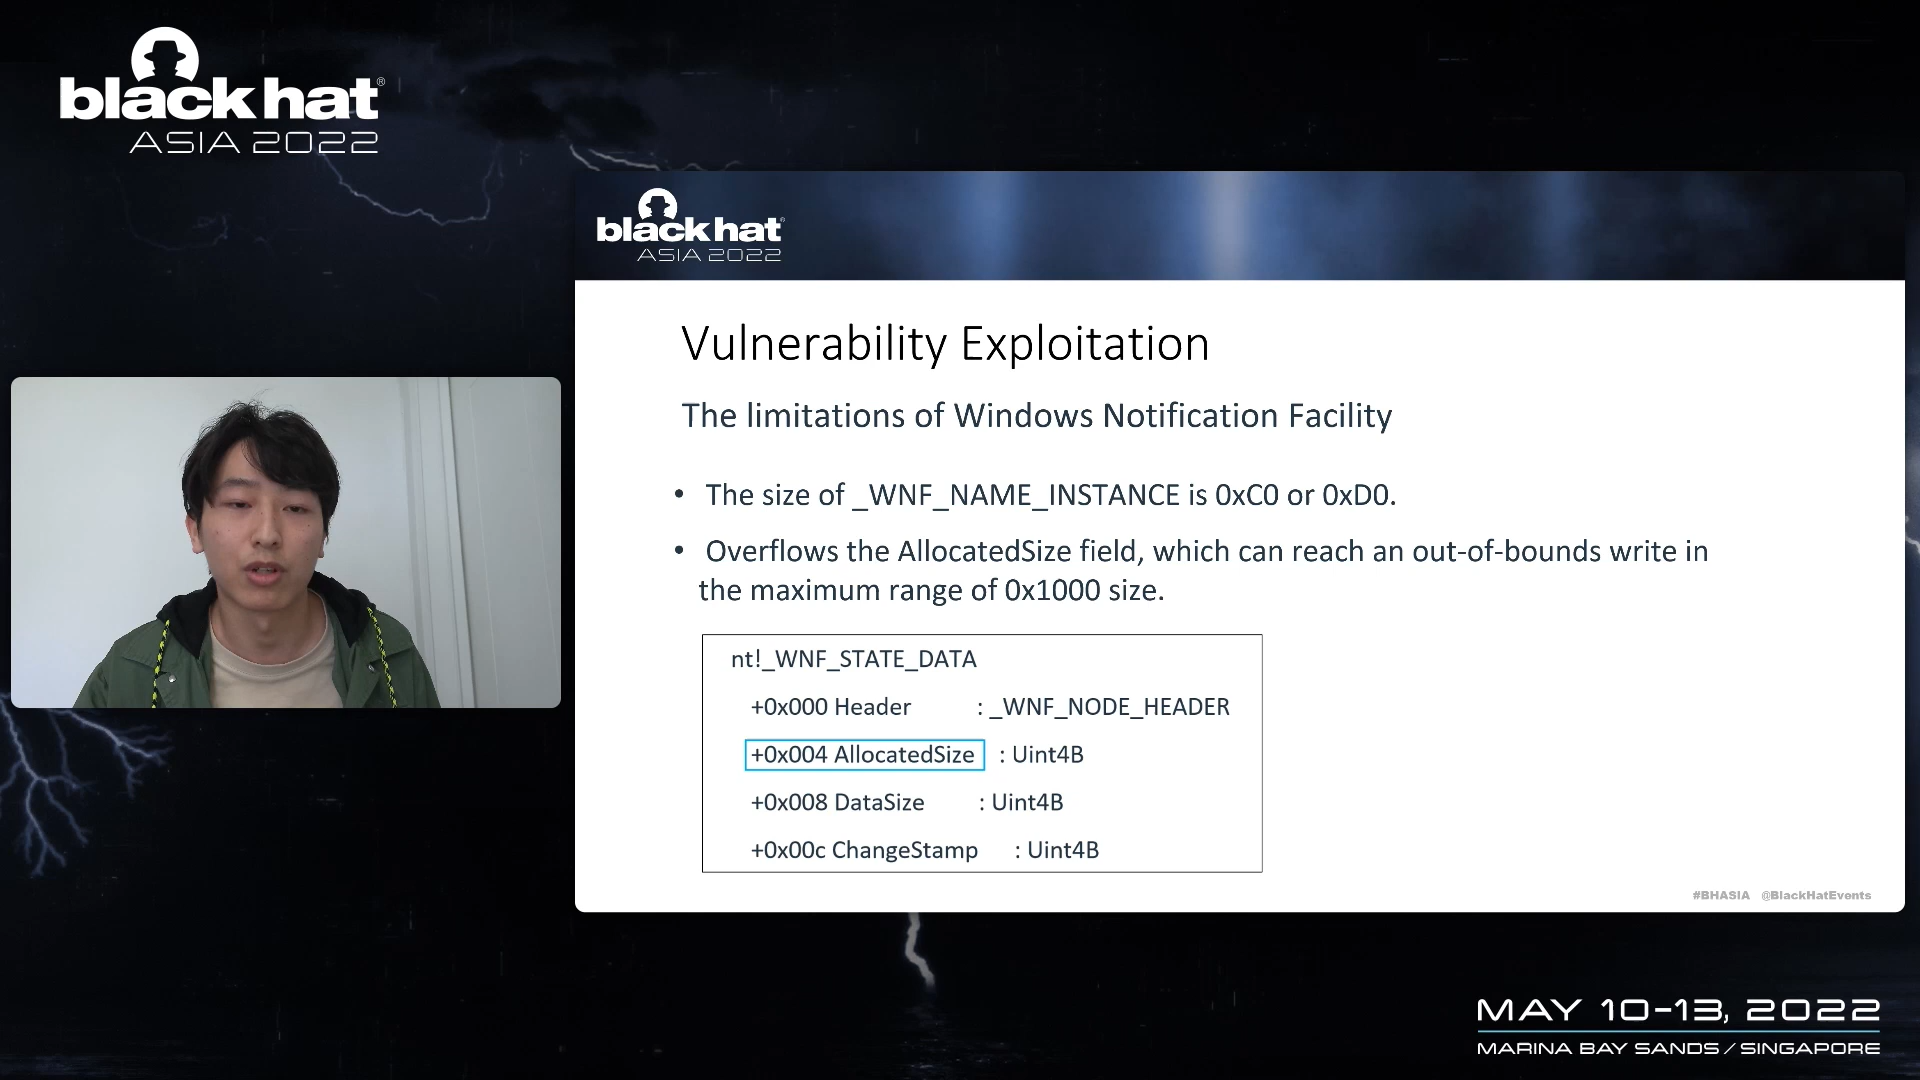 black hat®
ASIA 2022
black hat®
ASIA 2022
Vulnerability Exploitation
The limitations of Windows Notification Facility
• The size of _WNF_NAME_INSTANCE is 0xC0 or 0xD0.
• Overflows the AllocatedSize field, which can reach an out-of-bounds write in
the maximum range of 0x1000 size.
nt!_WNF_STATE_DATA
+0x000 Header : _WNF_NODE_HEADER
+0x004 AllocatedSize : Uint4B
+0x008 DataSize : Uint4B
+0x00c ChangeStamp : Uint4B
#BHASIA @BlackHatEvents
MAY 10-13, 2022
MARINA BAY SANDS / SINGAPORE